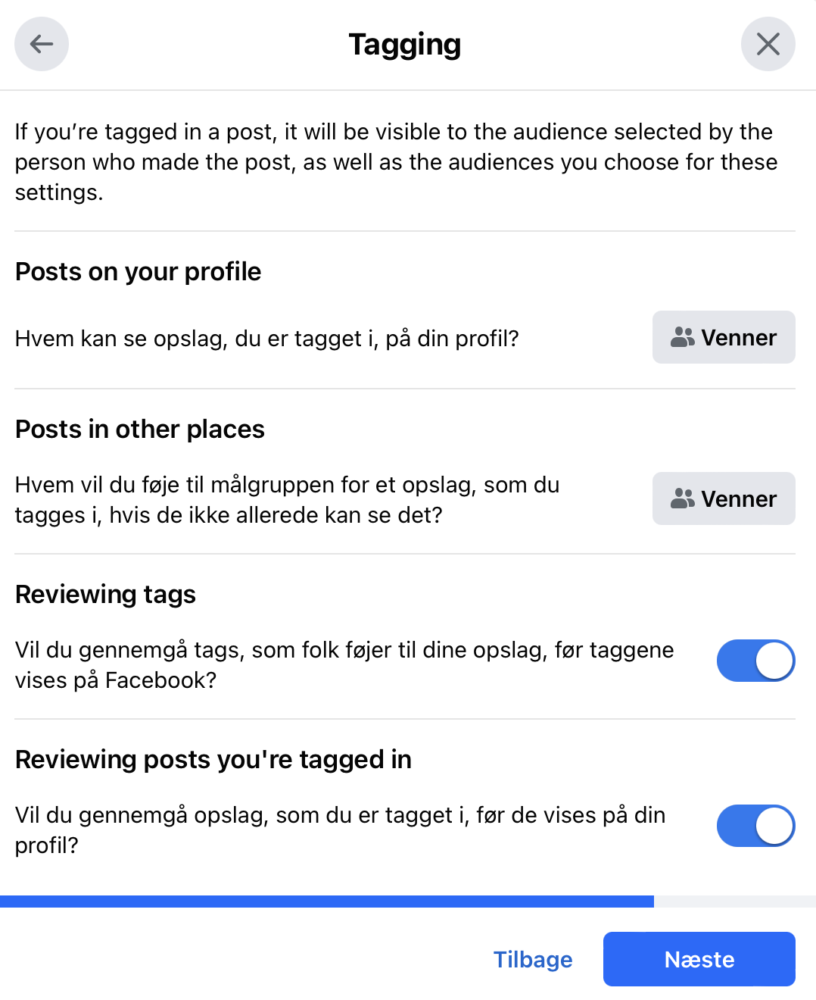 Tagging
If you’re tagged in a post, it will be visible to the audience selected by the
person who made the post, as well as the audiences you choose for these
settings.
Posts on your profile
Hvem kan se opslag, du er tagget i, på din profil?
Venner
Posts in other places
Hvem vil du føje til målgruppen for et opslag, som du
tagges i, hvis de ikke allerede kan se det?
Venner
Reviewing tags
Vil du gennemgå tags, som folk føjer til dine opslag, før taggene
vises på Facebook?
Reviewing posts you're tagged in
Vil du gennemgå opslag, som du er tagget i, før de vises på din
profil?
Tilbage
Næste